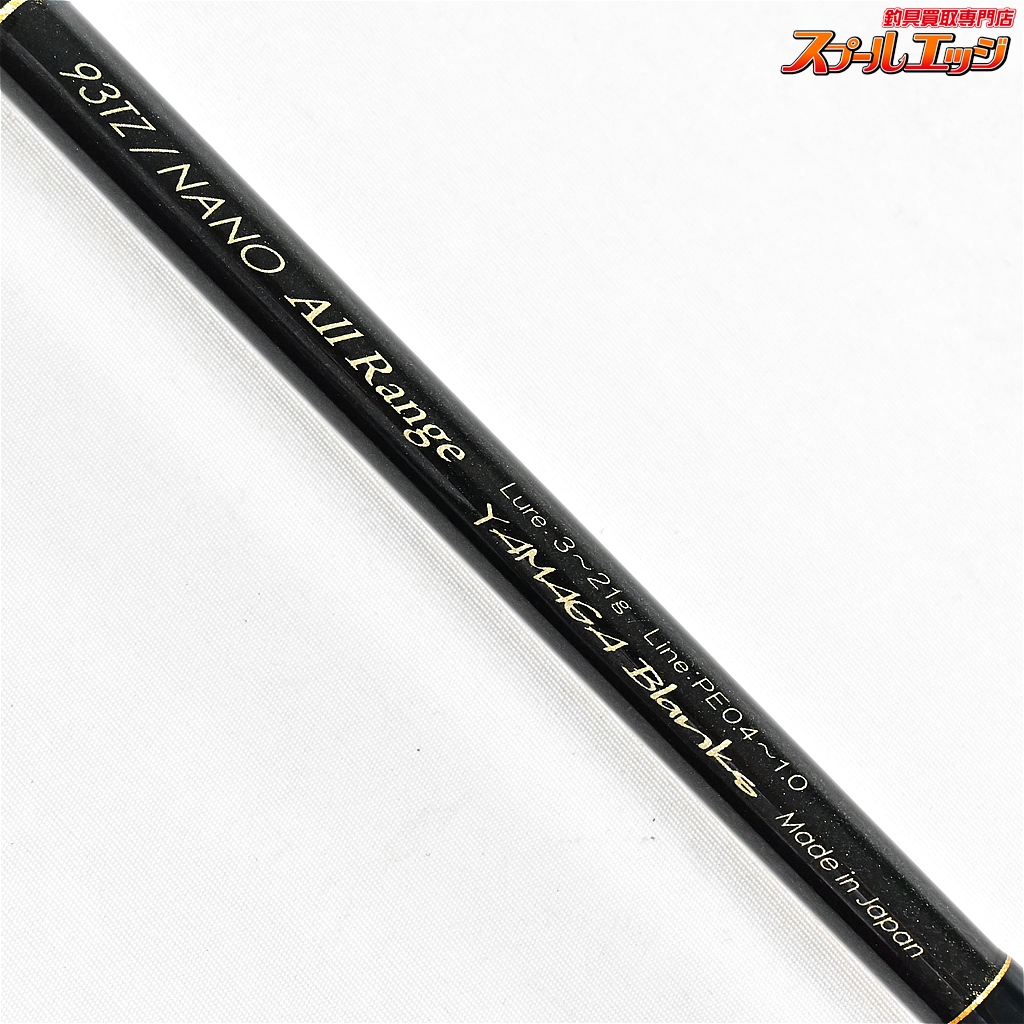 釣具買取専門店
スプールエッジ
93TZ / NANO All Range
Lure : 3～21g / Line : PE0.4～1.0
YAMAGA Blanks
Made in Japan